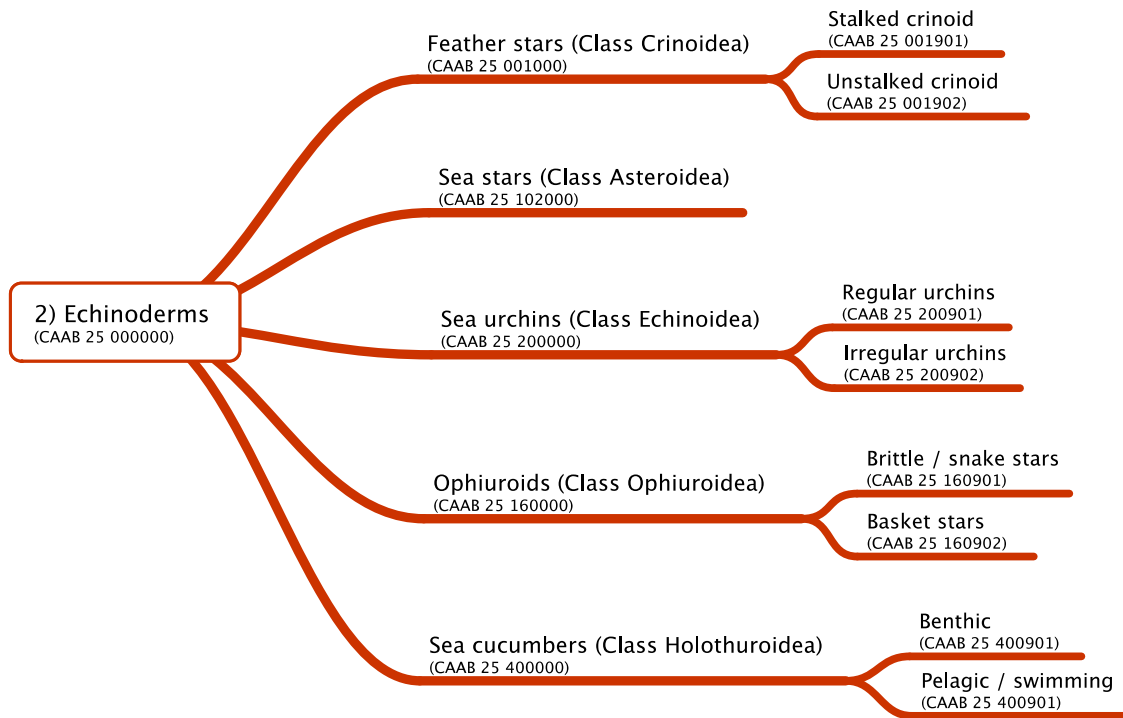 2) Echinoderms
(CAAB 25 000000)
Feather stars (Class Crinoidea)
(CAAB 25 001000)
Stalked crinoid
(CAAB 25 001901)
Unstalked crinoid
(CAAB 25 001902)
Sea stars (Class Asteroidea)
(CAAB 25 102000)
Sea urchins (Class Echinoidea)
(CAAB 25 200000)
Regular urchins
(CAAB 25 200901)
Irregular urchins
(CAAB 25 200902)
Ophiuroids (Class Ophiuroidea)
(CAAB 25 160000)
Brittle / snake stars
(CAAB 25 160901)
Basket stars
(CAAB 25 160902)
Sea cucumbers (Class Holothuroidea)
(CAAB 25 400000)
Benthic
(CAAB 25 400901)
Pelagic / swimming
(CAAB 25 400901)